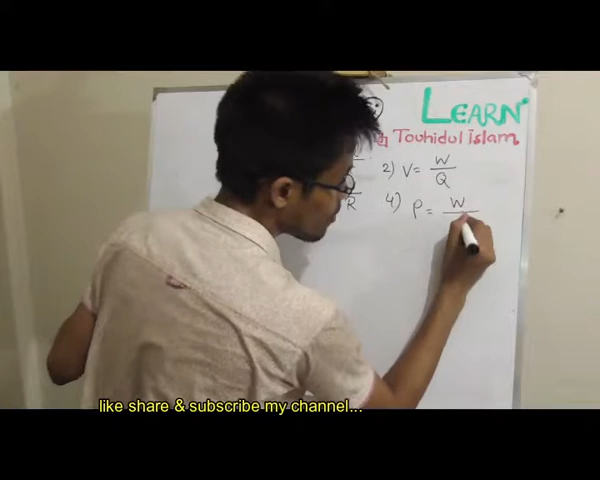 LEARN
Touhidul Islam
2) V = W/Q
R
4) P = W
like share & subscribe my channel...